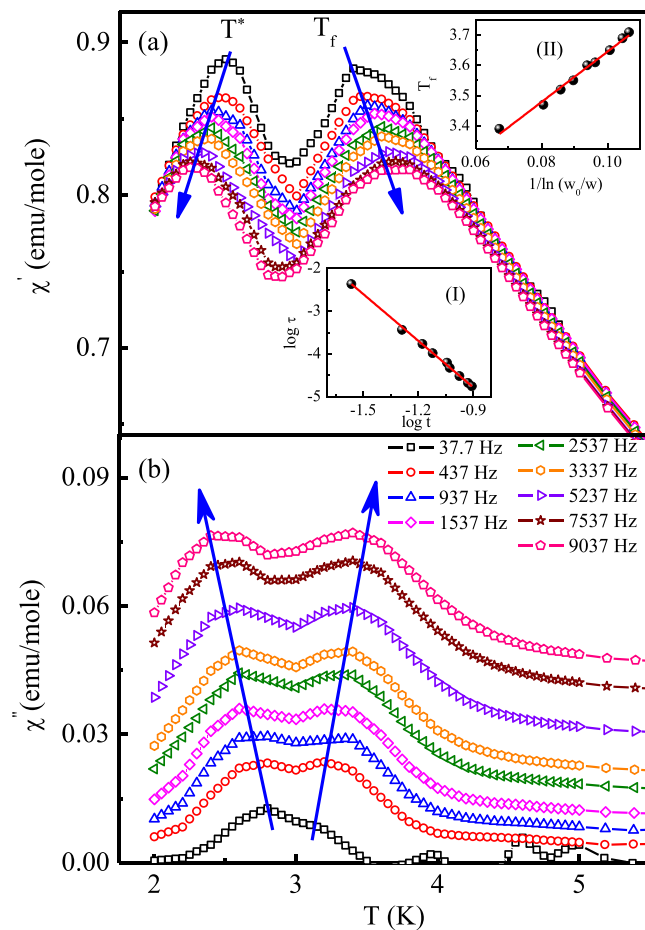 (a)
T*
T_f
0.9
0.8
0.7
χ' (emu/mole)
(II)
T_f
3.7
3.6
3.5
3.4
0.06 0.08 0.10
1/ln (w_0/w)
(I)
log τ
-2
-3
-4
-5
-1.5 -1.2 -0.9
log t
(b)
37.7 Hz
437 Hz
937 Hz
1537 Hz
2537 Hz
3337 Hz
5237 Hz
7537 Hz
9037 Hz
0.09
0.06
0.03
0.00
χ'' (emu/mole)
2 3 4 5
T (K)